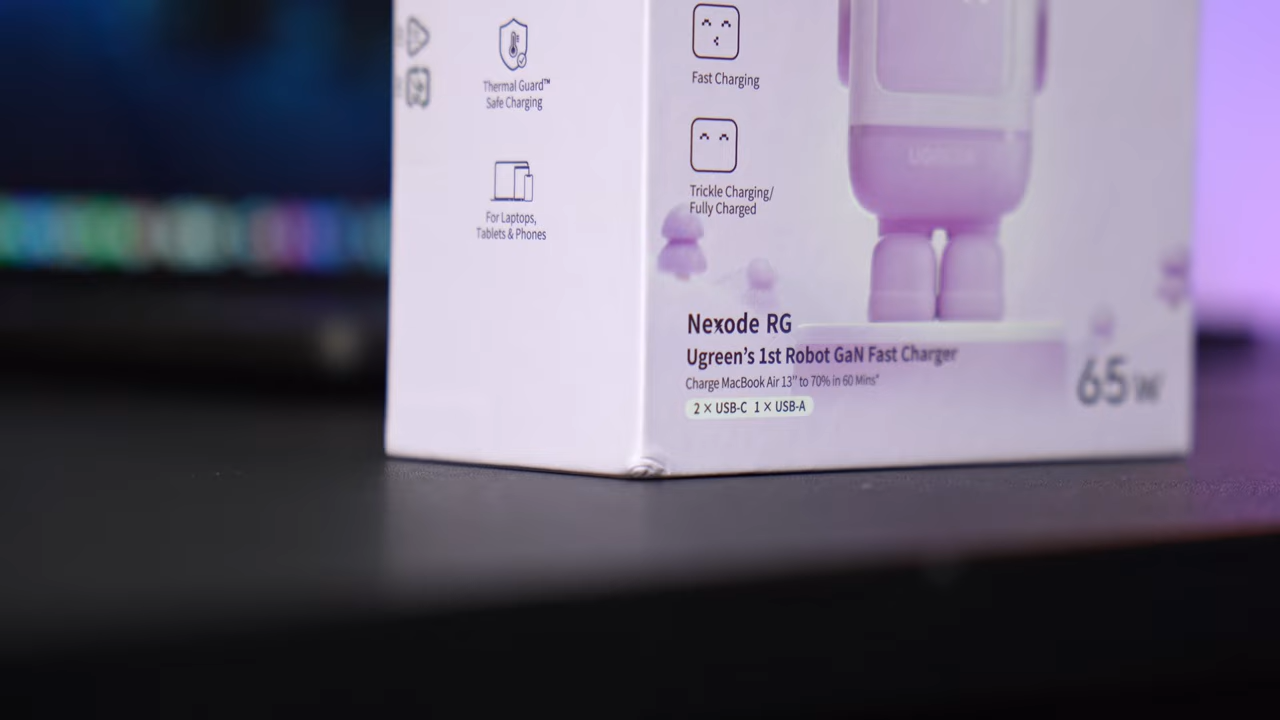 Thermal Guard™
Safe Charging
For Laptops,
Tablets & Phones
Fast Charging
Trickle Charging/
Fully Charged
UGREEN
Nexode RG
Ugreen's 1st Robot GaN Fast Charger
Charge MacBook Air 13" to 70% in 60 Mins*
2 × USB-C 1 × USB-A
65W